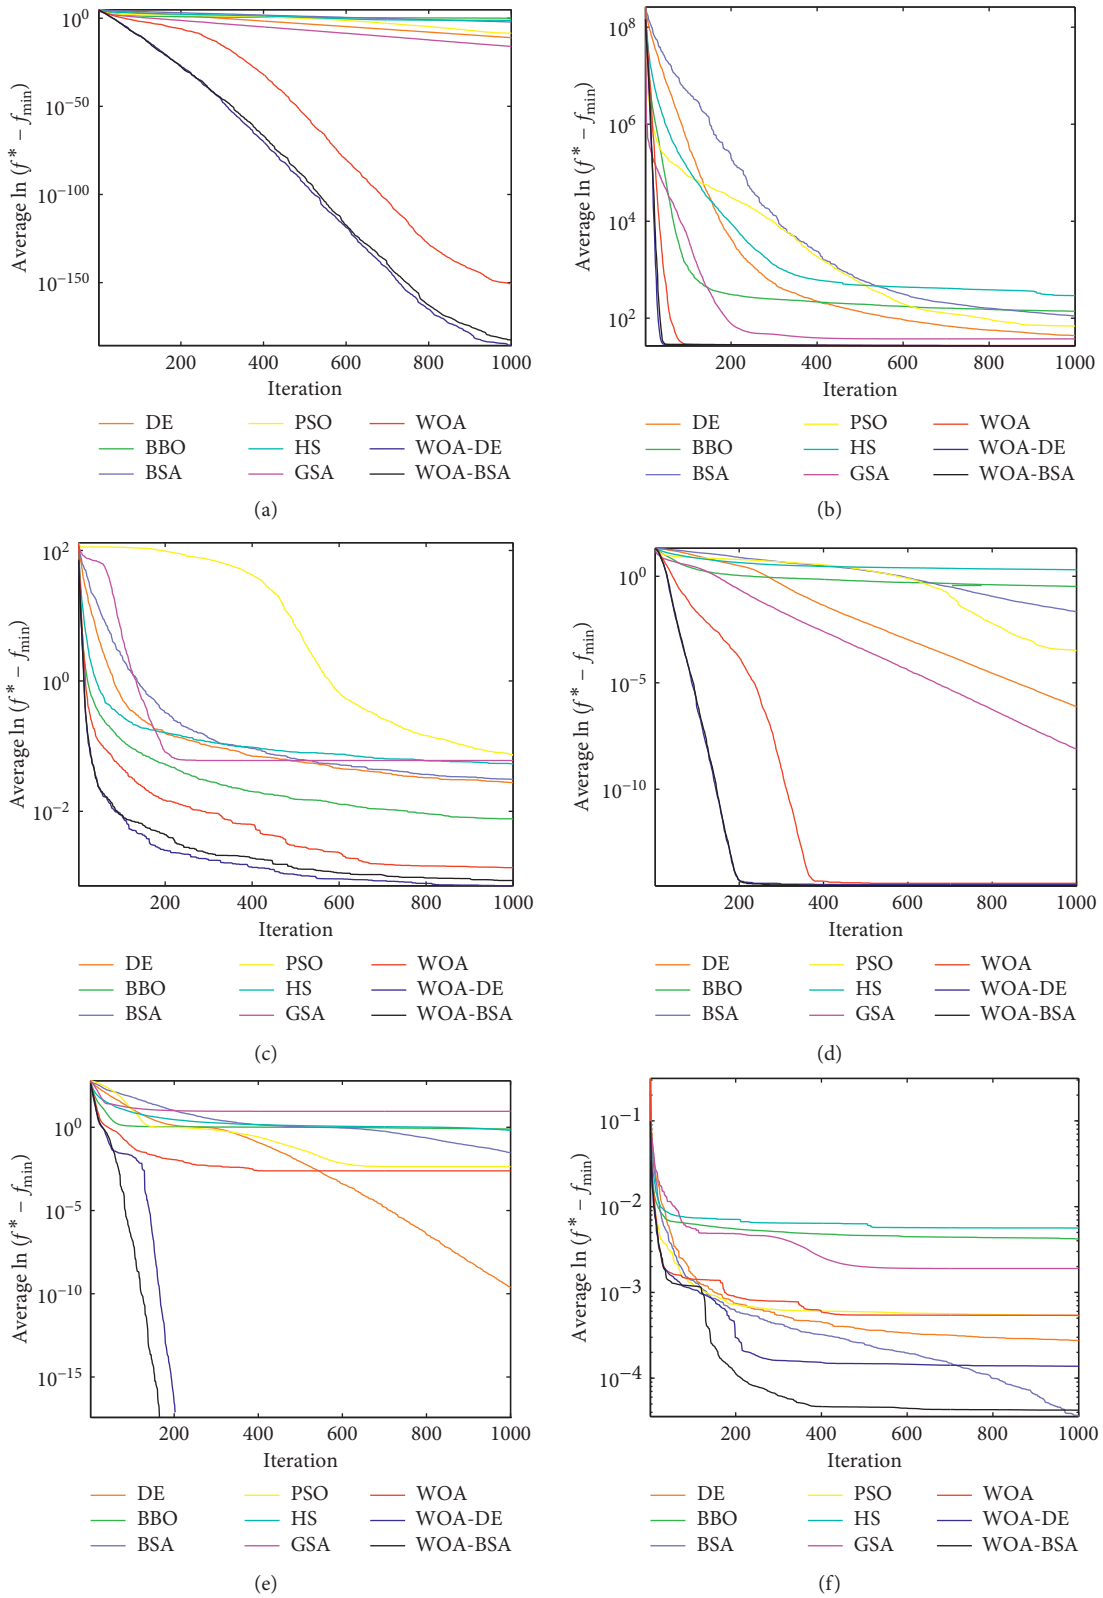 Average ln (f* − fmin)
10^0
10^−50
10^−100
10^−150
200 400 600 800 1000
Iteration
DE PSO WOA
BBO HS WOA-DE
BSA GSA WOA-BSA
(a)
Average ln (f* − fmin)
10^8
10^6
10^4
10^2
200 400 600 800 1000
Iteration
DE PSO WOA
BBO HS WOA-DE
BSA GSA WOA-BSA
(b)
Average ln (f* − fmin)
10^2
10^0
10^−2
200 400 600 800 1000
Iteration
DE PSO WOA
BBO HS WOA-DE
BSA GSA WOA-BSA
(c)
Average ln (f* − fmin)
10^0
10^−5
10^−10
200 400 600 800 1000
Iteration
DE PSO WOA
BBO HS WOA-DE
BSA GSA WOA-BSA
(d)
Average ln (f* − fmin)
10^0
10^−5
10^−10
10^−15
200 400 600 800 1000
Iteration
DE PSO WOA
BBO HS WOA-DE
BSA GSA WOA-BSA
(e)
Average ln (f* − fmin)
10^−1
10^−2
10^−3
10^−4
200 400 600 800 1000
Iteration
DE PSO WOA
BBO HS WOA-DE
BSA GSA WOA-BSA
(f)